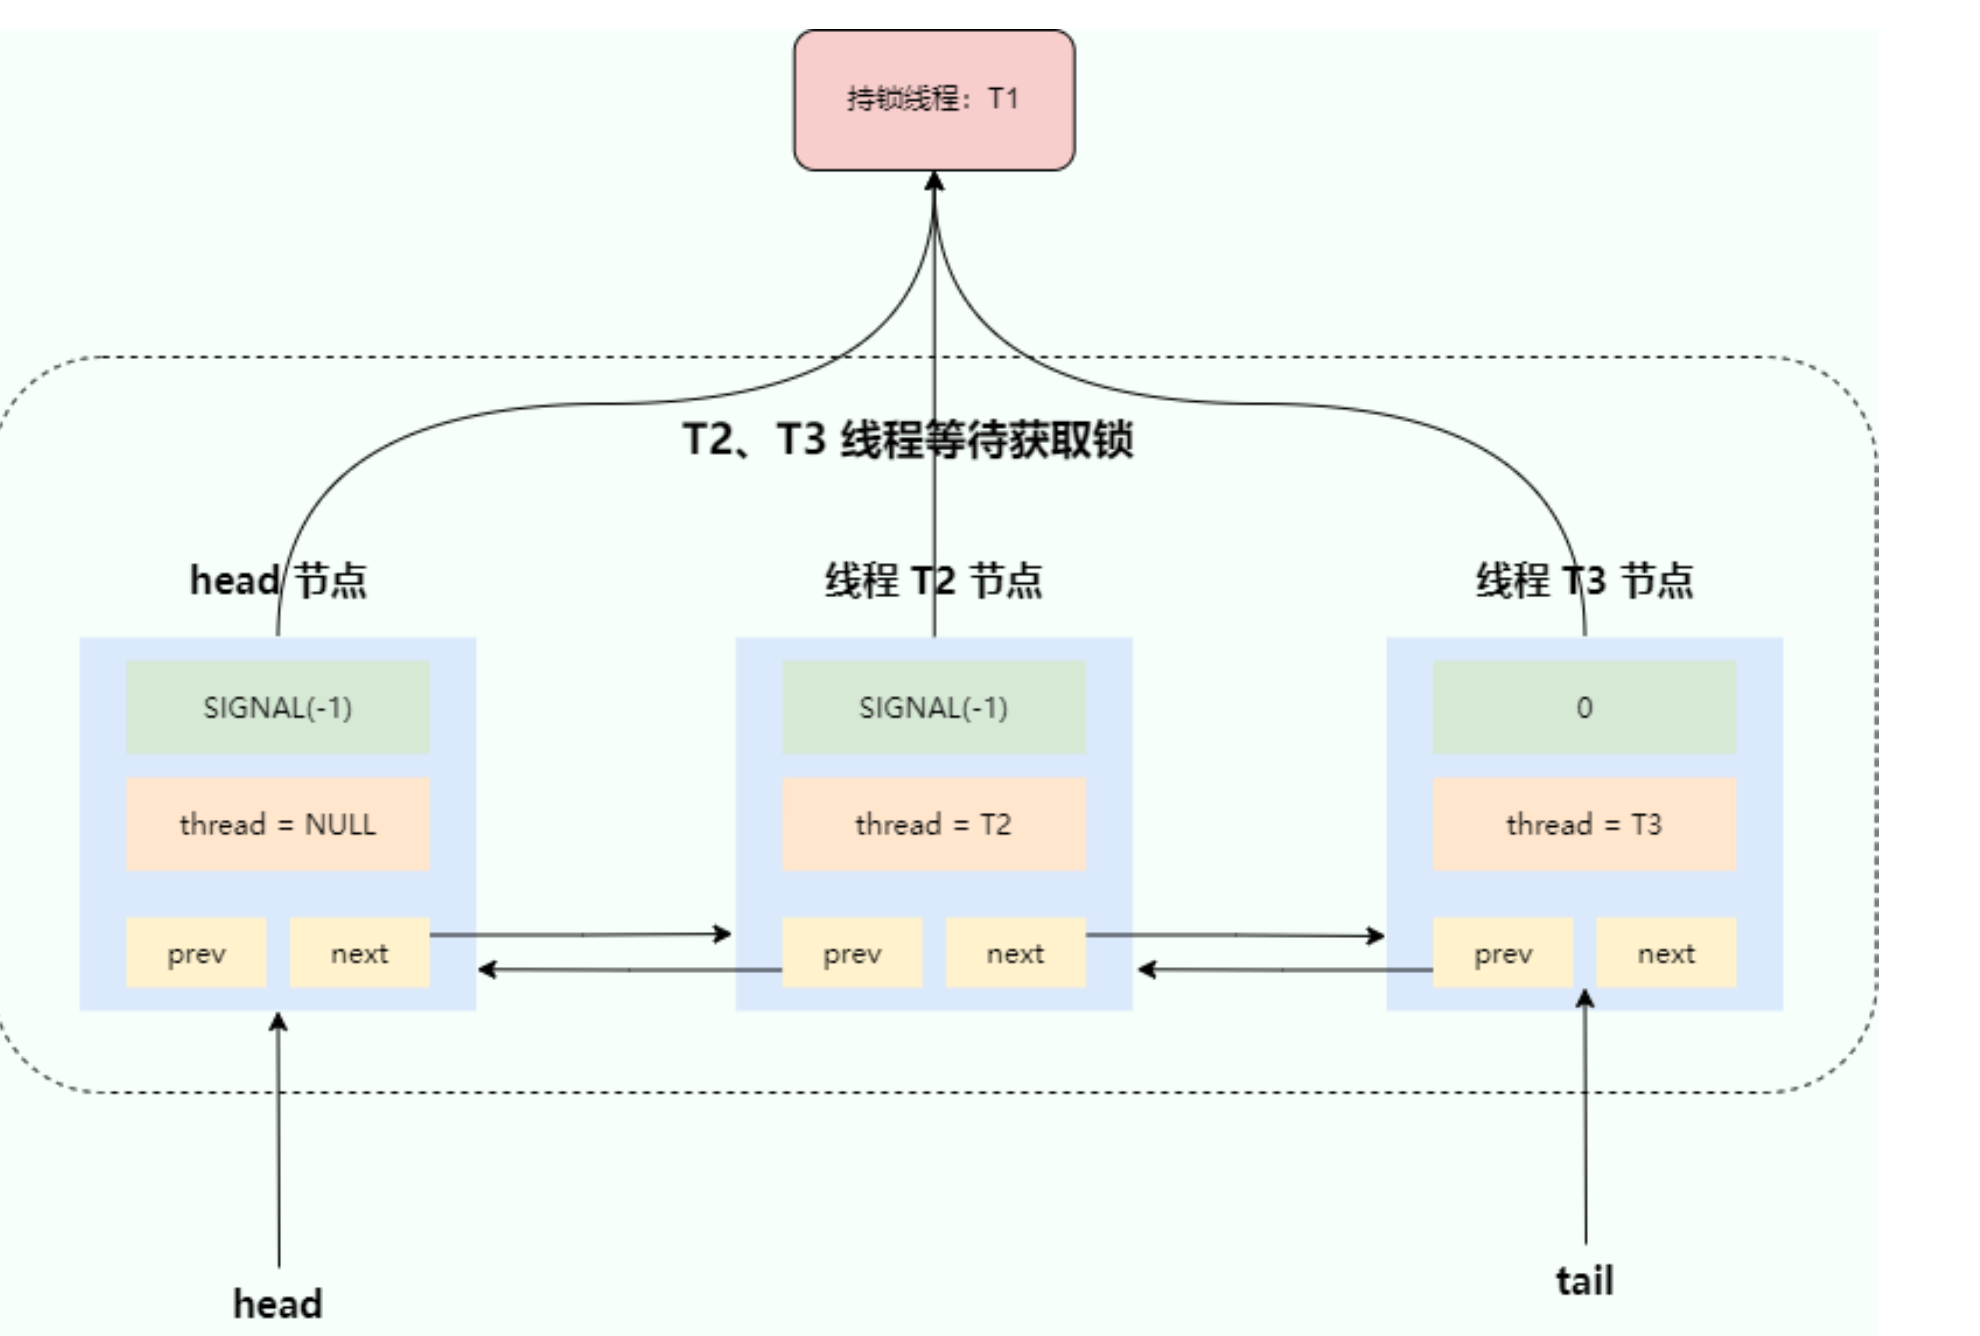 持锁线程：T1
T2、T3 线程等待获取锁
head 节点
线程 T2 节点
线程 T3 节点
SIGNAL(-1)
SIGNAL(-1)
0
thread = NULL
thread = T2
thread = T3
prev
next
prev
next
prev
next
head
tail